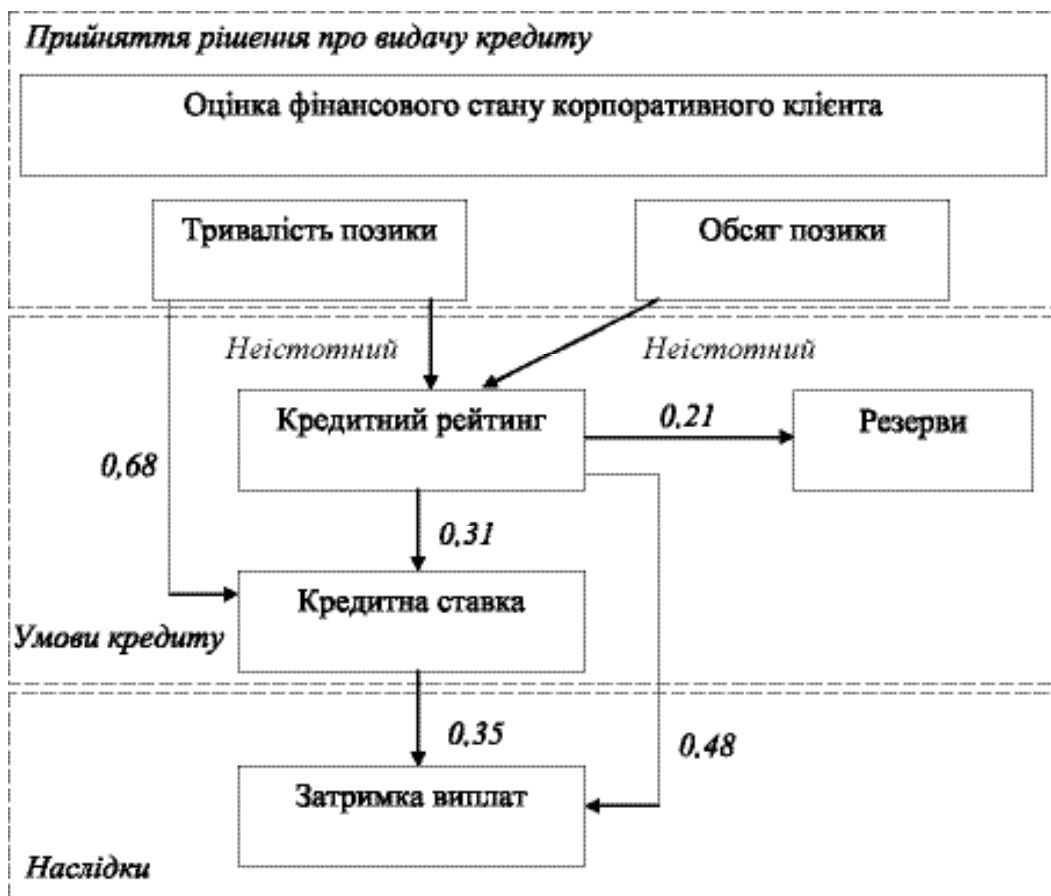 Прийняття рішення про видачу кредиту
Оцінка фінансового стану корпоративного клієнта
Тривалість позики
Обсяг позики
Неістотний
Неістотний
Кредитний рейтинг
0,21
Резерви
0,68
0,31
Кредитна ставка
Умови кредиту
0,35
0,48
Затримка виплат
Наслідки